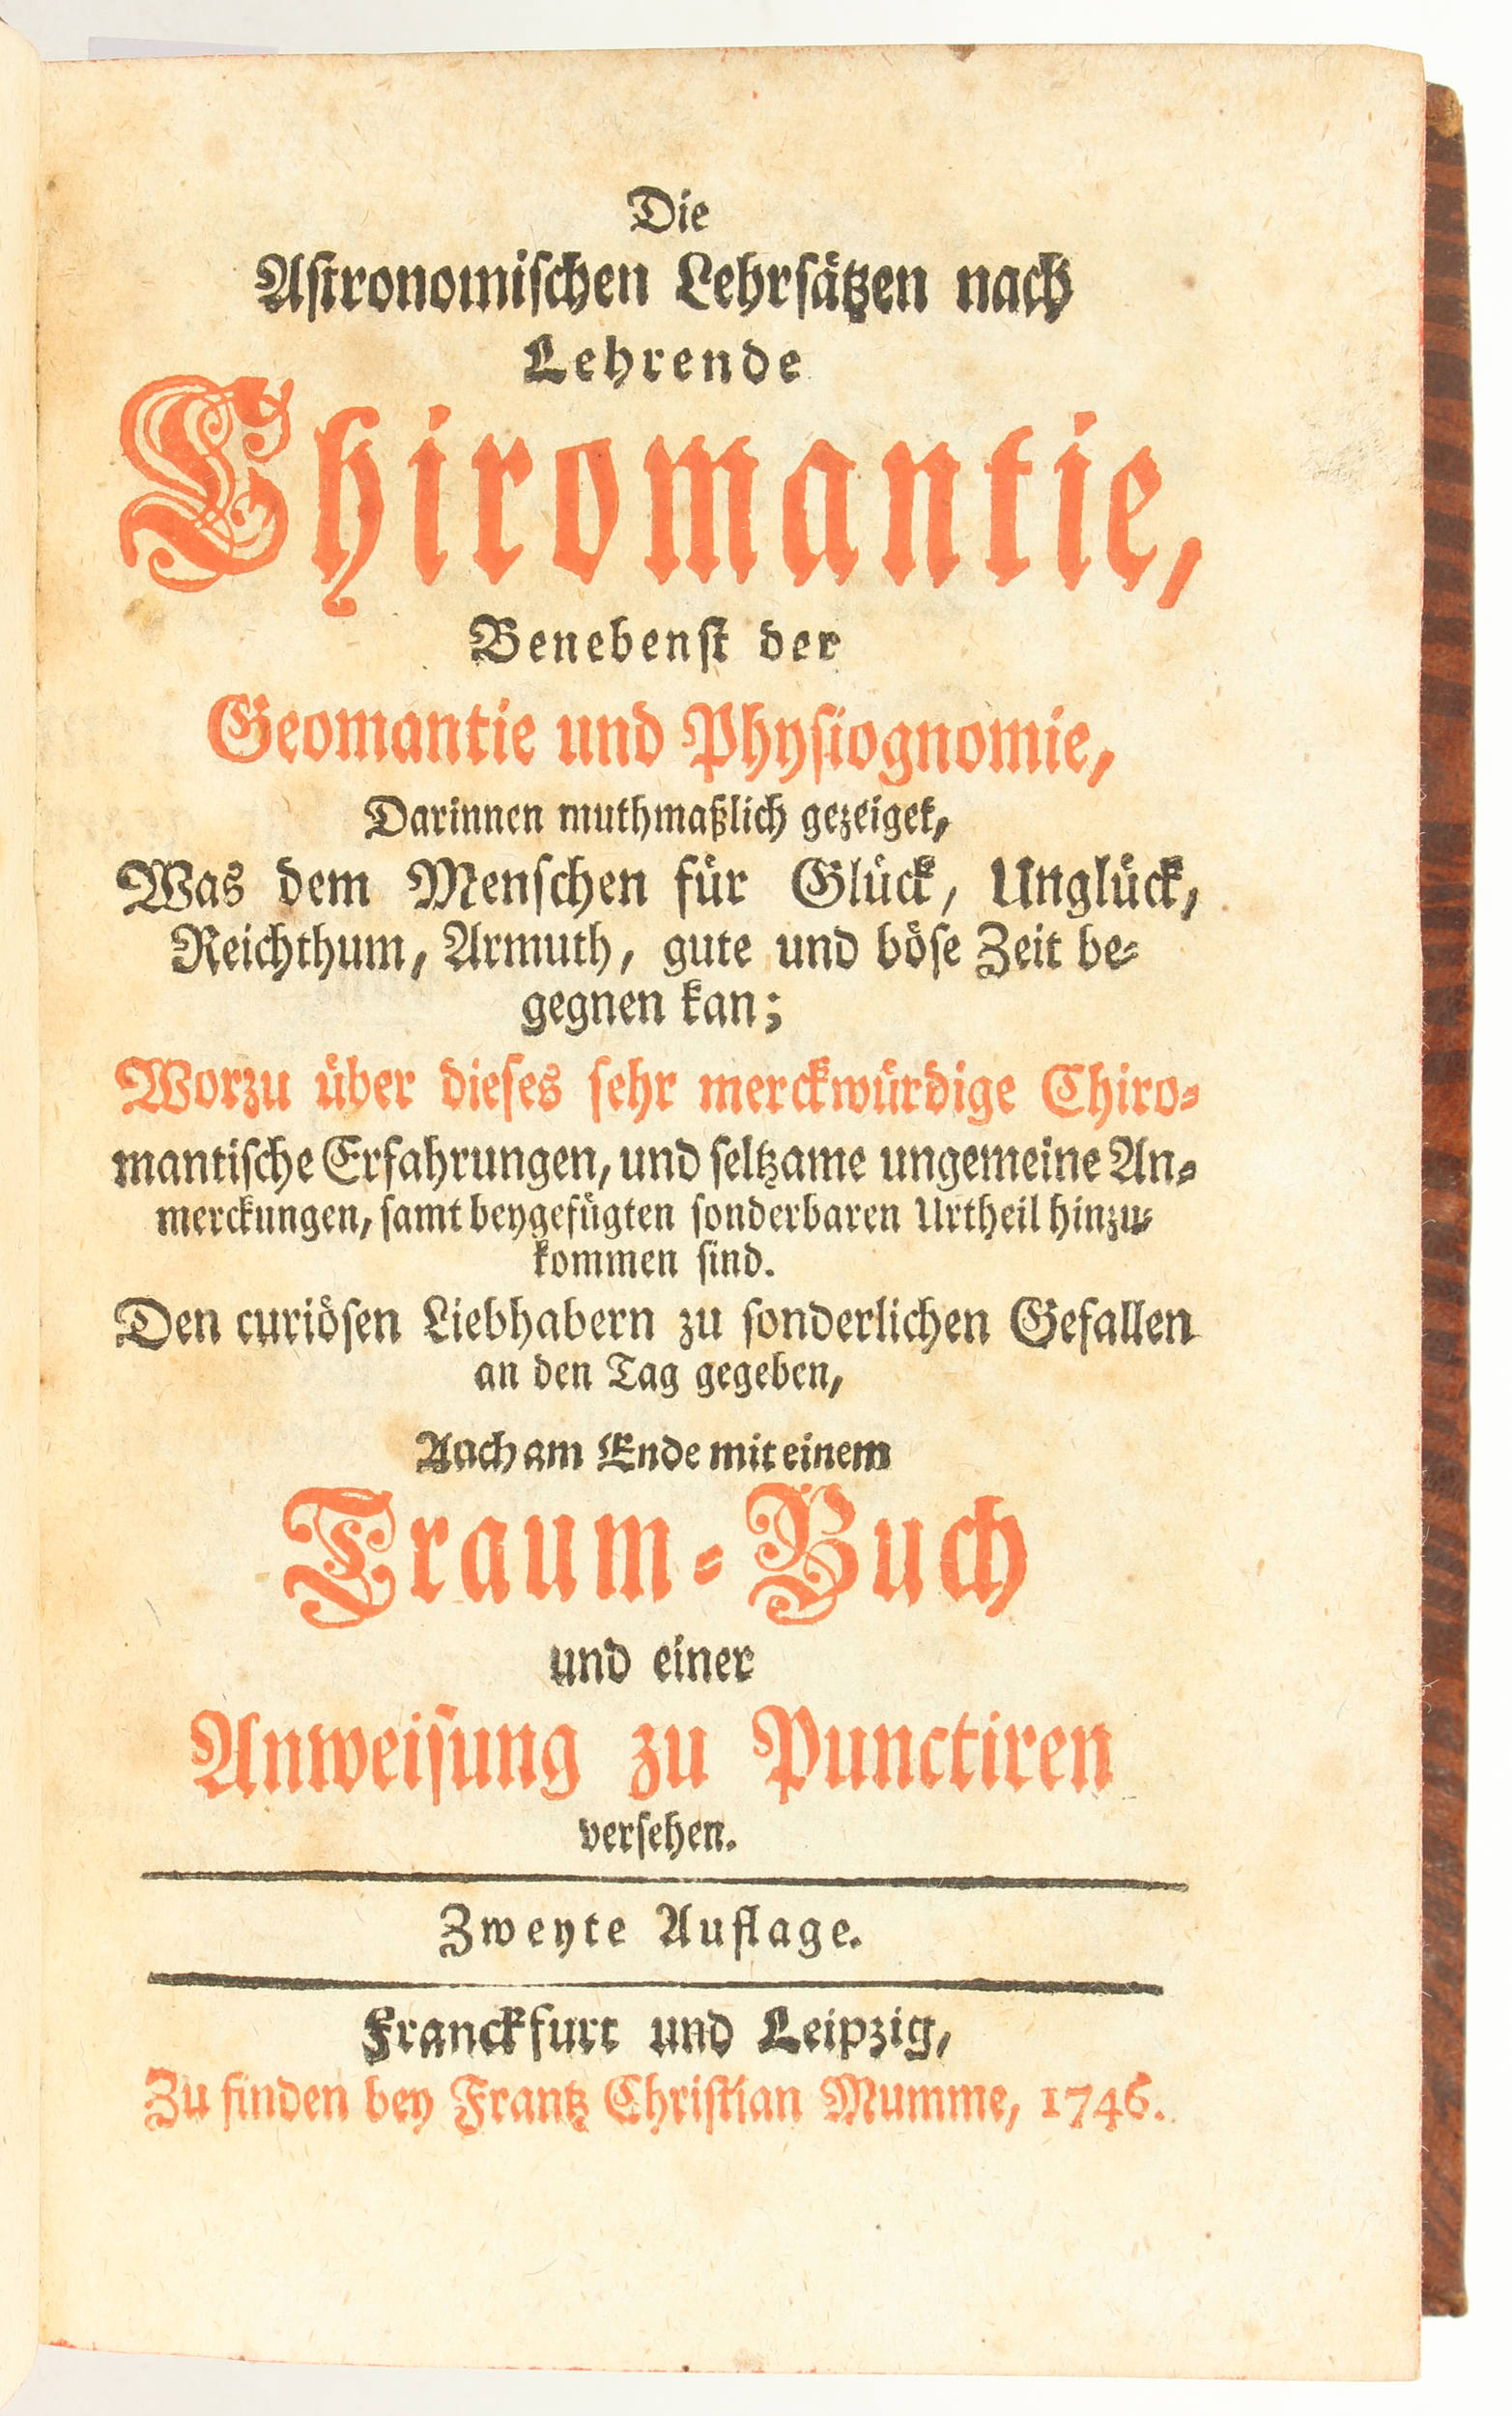 Die
Astronomischen Lehrsätzen nach
Lehrende
Chiromantie,
Benebenst der
Geomantie und Physiognomie,
Darinnen muthmaßlich gezeiget,
Was dem Menschen für Glück, Unglück,
Reichthum, Armuth, gute und böse Zeit be-
gegnen kan;
Worzu über dieses sehr merckwürdige Chiro-
mantische Erfahrungen, und seltzame ungemeine An-
merckungen, samt beygefügten sonderbaren Urtheil hinzu-
kommen sind.
Den curiösen Liebhabern zu sonderlichen Gefallen
an den Tag gegeben,
Auch am Ende mit einem
Traum-Buch
und einer
Anweisung zu Punctiren
versehen.
Zweyte Auflage.
Franckfurt und Leipzig,
Zu finden bey Frantz Christian Mumme, 1746.